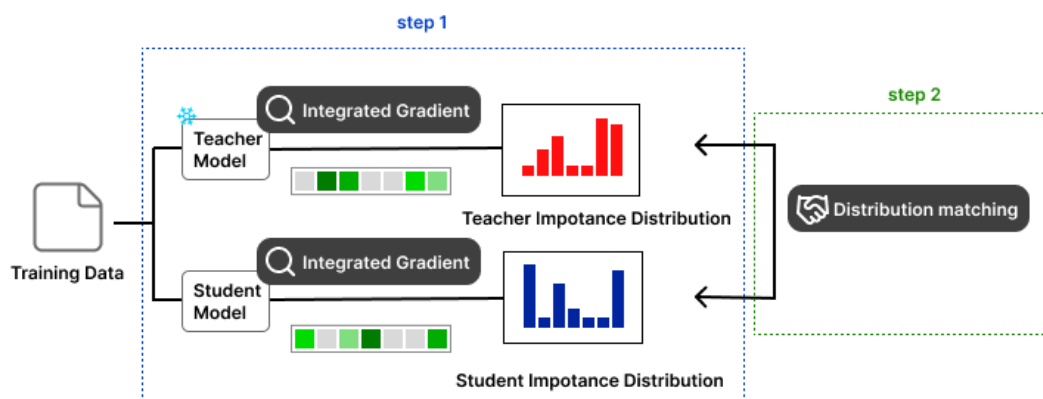 step 1
step 2
Integrated Gradient
Teacher
Model
Teacher Impotance Distribution
Distribution matching
Training Data
Integrated Gradient
Student
Model
Student Impotance Distribution